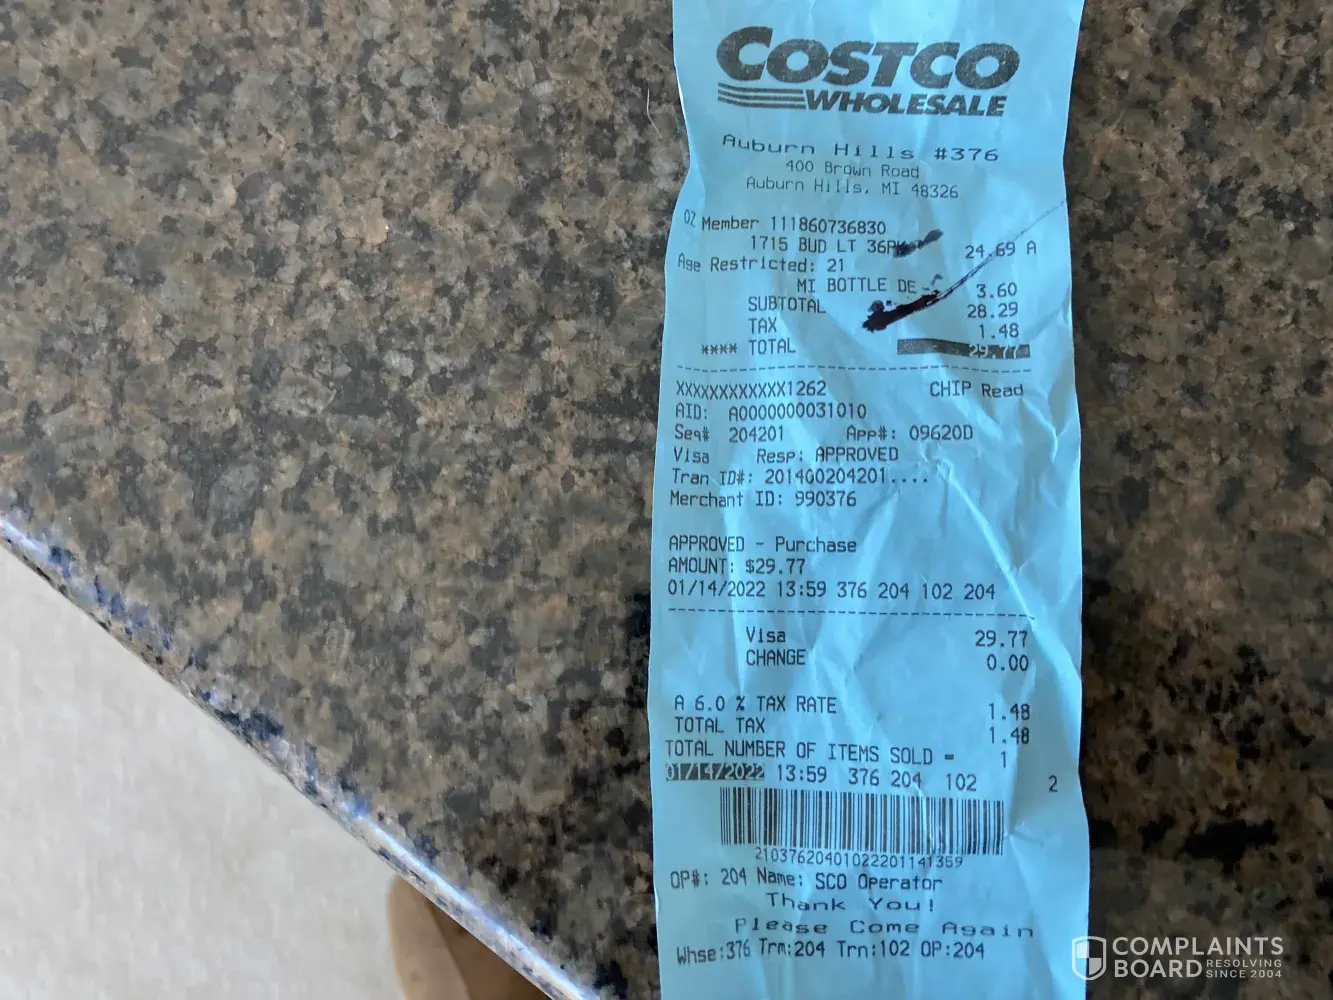 COSTCO
WHOLESALE
Auburn Hills #376
400 Brown Road
Auburn Hills, MI 48326
OZ Member 111860736830
1715 BUD LT 36PK 24.69 A
Age Restricted: 21
MI BOTTLE DE 3.60
SUBTOTAL 28.29
TAX 1.48
**** TOTAL 29.77
XXXXXXXXXXXX1262 CHIP Read
AID: A0000000031010
Seq# 204201 App#: 09620D
Visa Resp: APPROVED
Tran ID#: 201400204201....
Merchant ID: 990376
APPROVED - Purchase
AMOUNT: $29.77
01/14/2022 13:59 376 204 102 204
Visa 29.77
CHANGE 0.00
A 6.0 % TAX RATE 1.48
TOTAL TAX 1.48
TOTAL NUMBER OF ITEMS SOLD = 1
01/14/2022 13:59 376 204 102 2
21037620401022201141359
OP#: 204 Name: SCO Operator
Thank You!
Please Come Again
Whse:376 Trm:204 Trn:102 OP:204
COMPLAINTS
BOARD RESOLVING
SINCE 2004